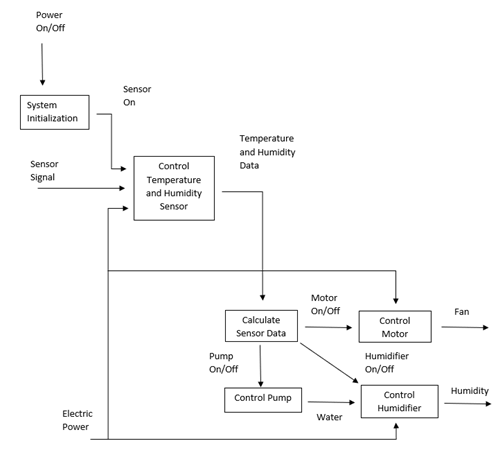 Power
On/Off
Sensor
On
System
Initialization
Temperature
and Humidity
Data
Sensor
Signal
Control
Temperature
and Humidity
Sensor
Motor
On/Off
Fan
Calculate
Sensor Data
Control
Motor
Pump
On/Off
Humidifier
On/Off
Control Pump
Control
Humidifier
Humidity
Water
Electric
Power